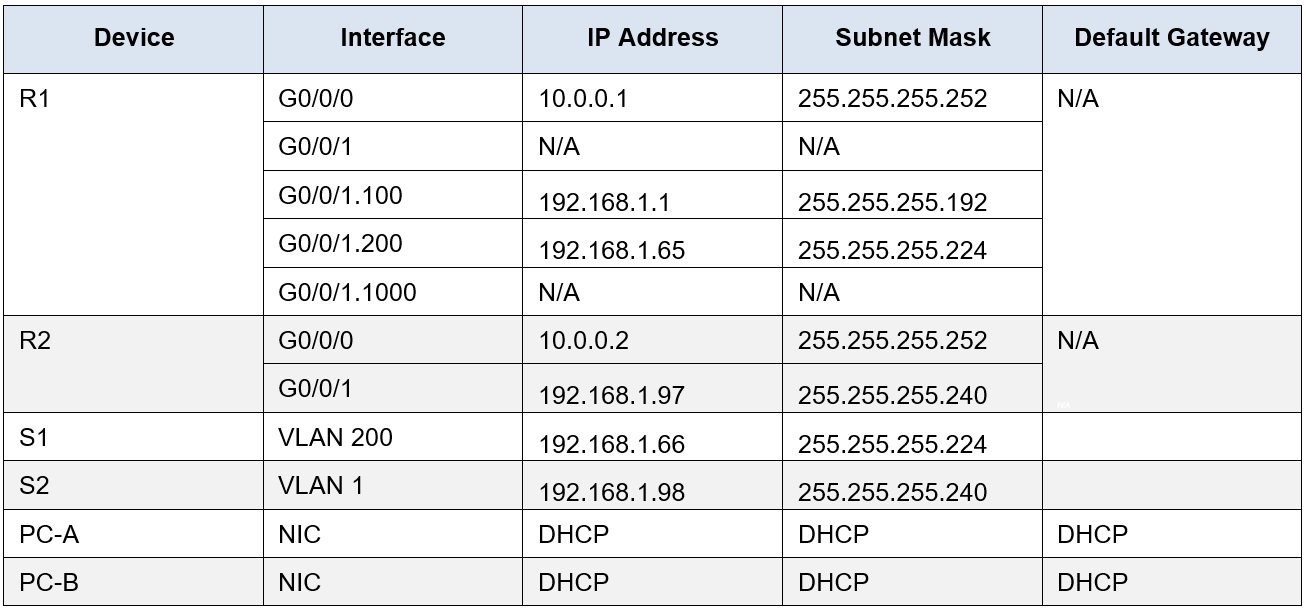 Device Interface IP Address Subnet Mask Default Gateway
R1 G0/0/0 10.0.0.1 255.255.255.252 N/A
G0/0/1 N/A N/A
G0/0/1.100 192.168.1.1 255.255.255.192
G0/0/1.200 192.168.1.65 255.255.255.224
G0/0/1.1000 N/A N/A
R2 G0/0/0 10.0.0.2 255.255.255.252 N/A
G0/0/1 192.168.1.97 255.255.255.240
S1 VLAN 200 192.168.1.66 255.255.255.224
S2 VLAN 1 192.168.1.98 255.255.255.240
PC-A NIC DHCP DHCP DHCP
PC-B NIC DHCP DHCP DHCP